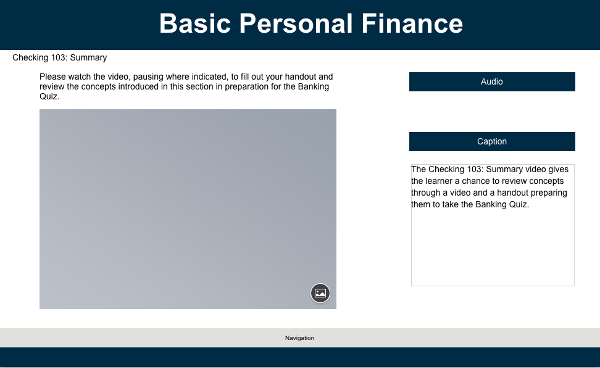 Basic Personal Finance
Checking 103: Summary
Please watch the video, pausing where indicated, to fill out your handout and
review the concepts introduced in this section in preparation for the Banking
Quiz.
Audio
Caption
The Checking 103: Summary video gives
the learner a chance to review concepts
through a video and a handout preparing
them to take the Banking Quiz.
Navigation